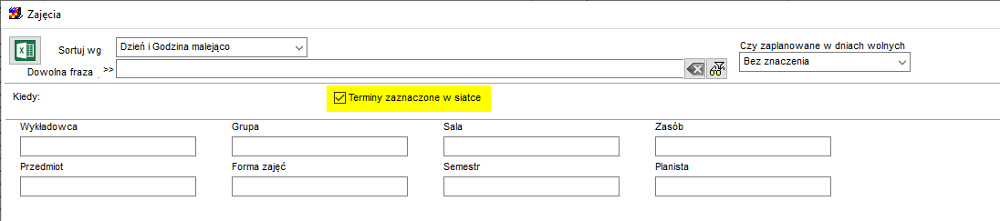 Zajęcia
Sortuj wg Dzień i Godzina malejąco
Czy zaplanowane w dniach wolnych
Bez znaczenia
Dowolna fraza . >>
Kiedy: Terminy zaznaczone w siatce
Wykładowca Grupa Sala Zasób
Przedmiot Forma zajęć Semestr Planista